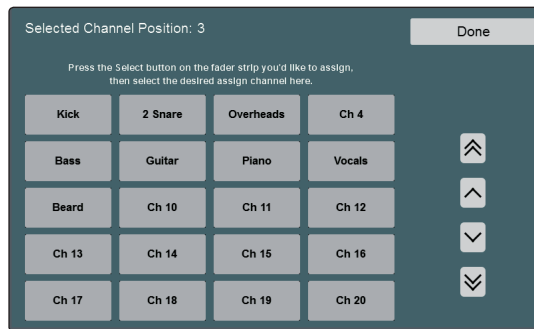 Selected Channel Position: 3
Done
Press the Select button on the fader strip you'd like to assign,
then select the desired assign channel here.
Kick 2 Snare Overheads Ch 4
Bass Guitar Piano Vocals
Beard Ch 10 Ch 11 Ch 12
Ch 13 Ch 14 Ch 15 Ch 16
Ch 17 Ch 18 Ch 19 Ch 20